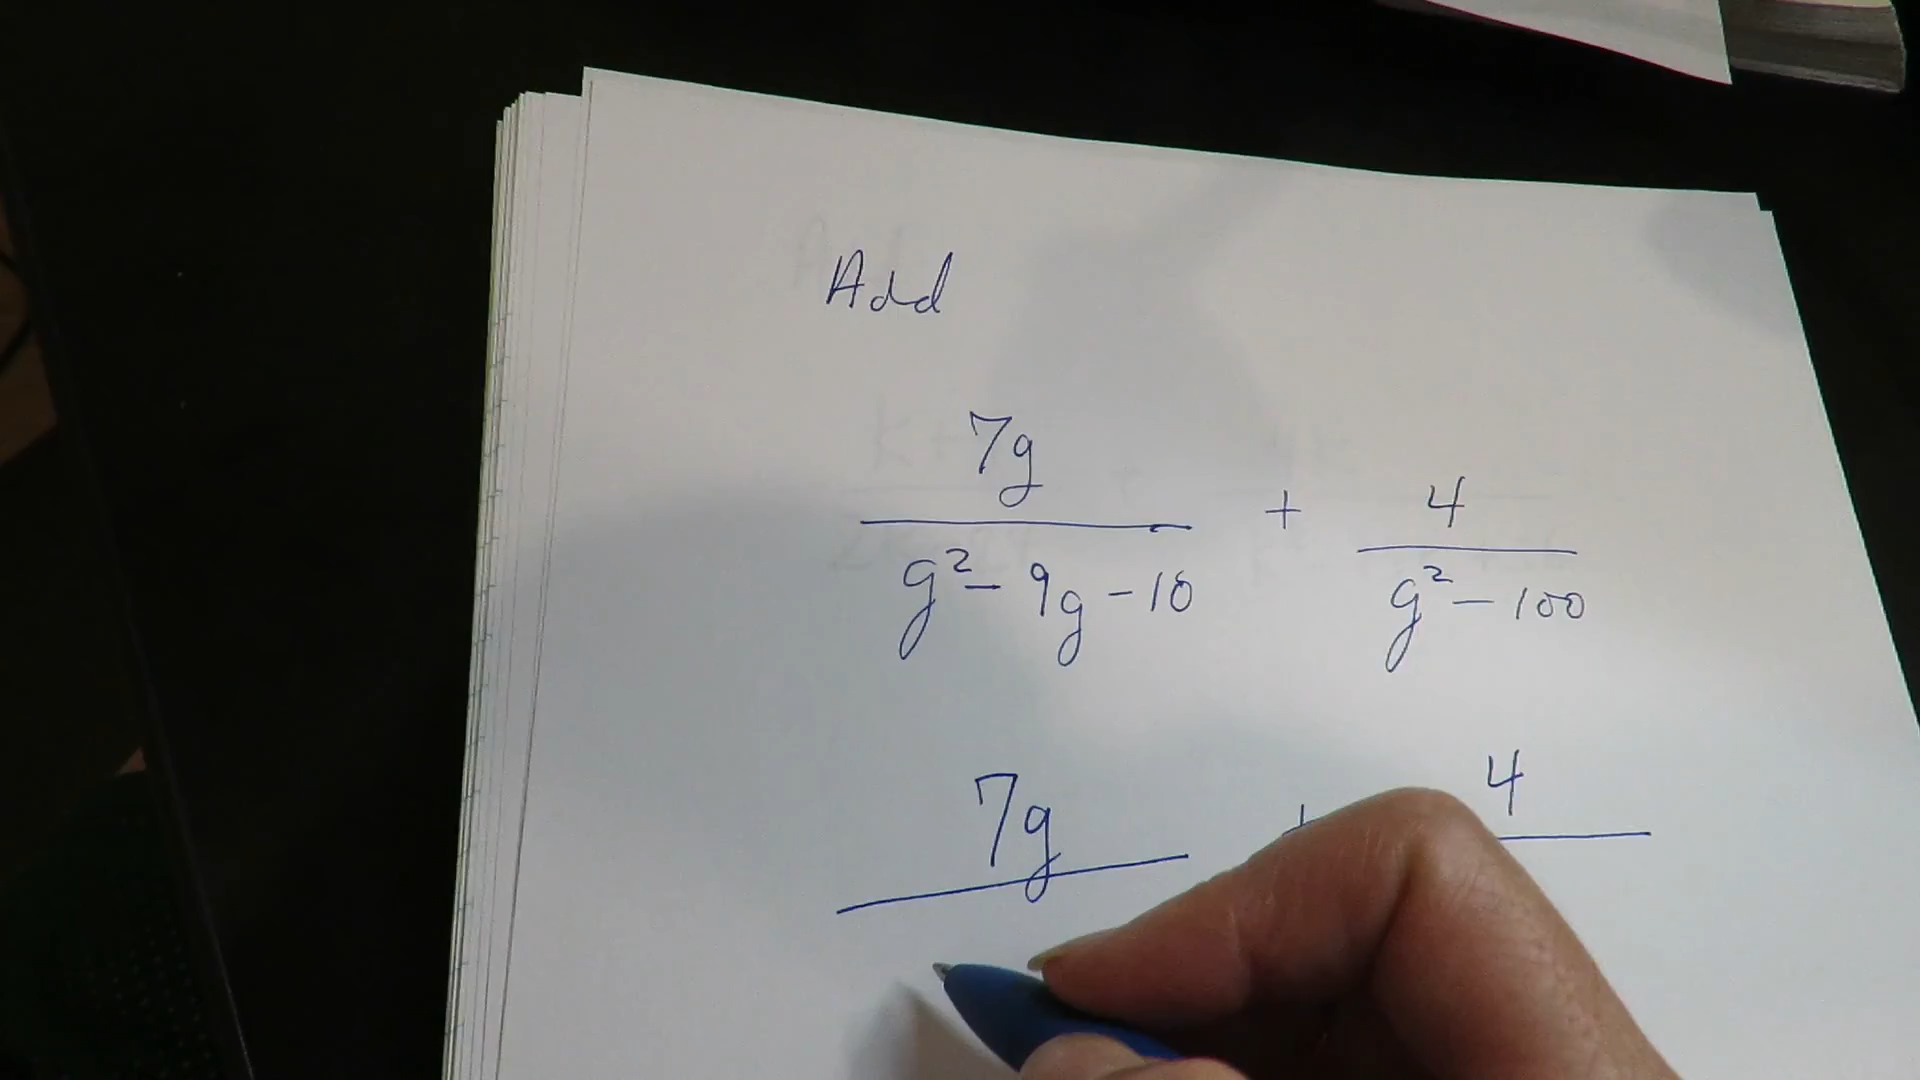 Add
7g / (g² - 9g - 10) + 4 / (g² - 100)
7g + 4